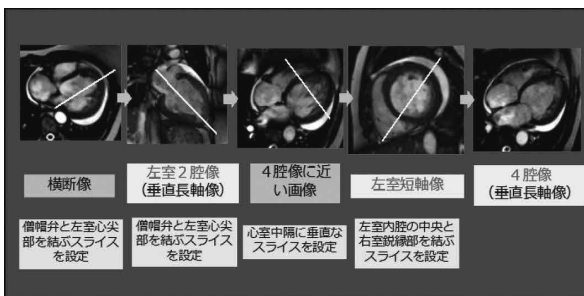 横断像
左室２腔像
(垂直長軸像)
４腔像に近
い画像
左室短軸像
４腔像
(垂直長軸像)
僧帽弁と左室心尖
部を結ぶスライス
を設定
僧帽弁と左室心尖
部を結ぶスライス
を設定
心室中隔に垂直な
スライスを設定
左室内腔の中央と
右室鋭縁部を結ぶ
スライスを設定